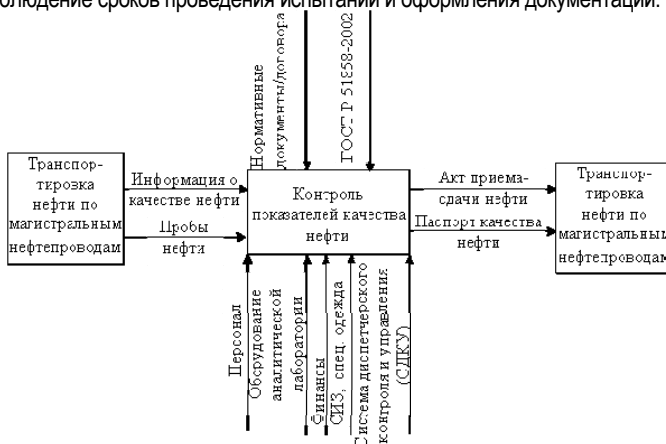 облюдение сроков проведения испытаний и оформления документации.
Нормативные
документы/договора
ГОСТ Р 51858-2002
Транспор-
тировка
нефти по
магистральным
нефтепроводам
Информация о
качестве нефти
Пробы
нефти
Контроль
показателей качества
нефти
Акт приема-
сдачи нефти
Паспорт качества
нефти
Транспор-
тировка
нефти по
магистральным
нефтепроводам
Персонал
Оборудование
аналитической
лаборатории
Финансы
СИЗ, спец. одежда
Система диспетчерского
контроля и управления
(СДКУ)